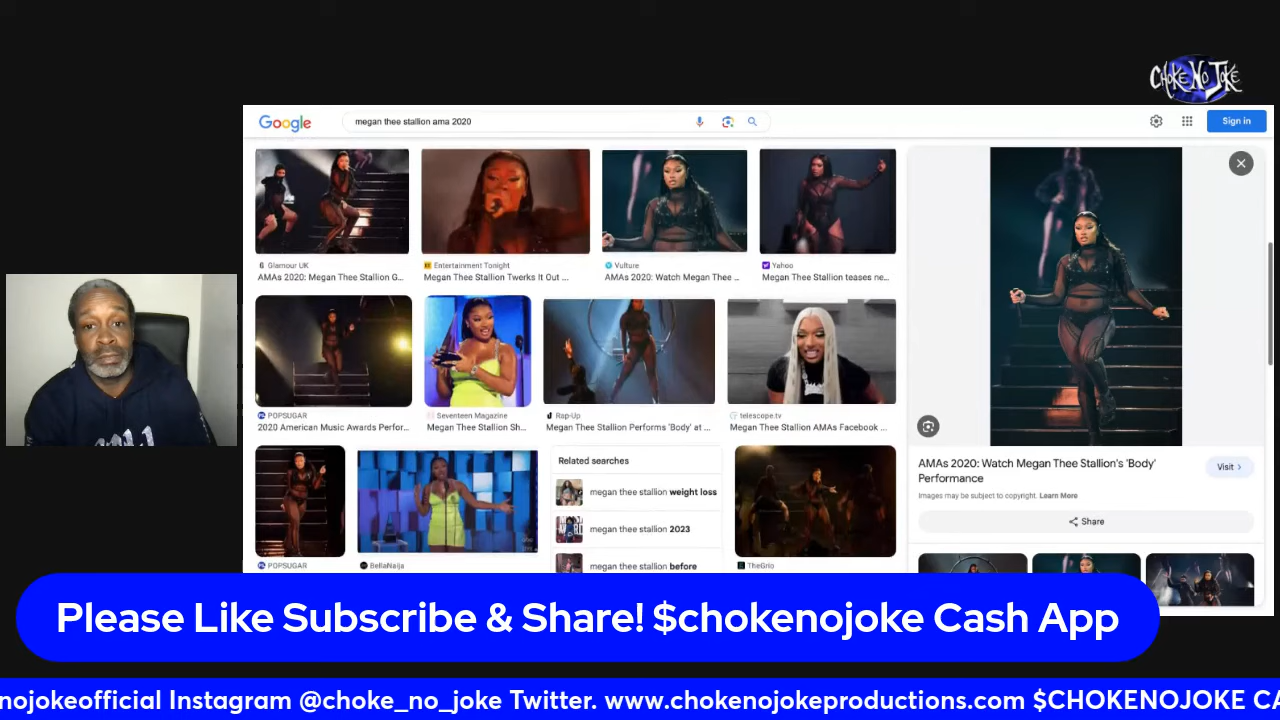 CHOKE NO JOKE
Google
megan thee stallion ama 2020
Sign in
Glamour UK
AMAs 2020: Megan Thee Stallion G...
Entertainment Tonight
Megan Thee Stallion Twerks It Out ...
Vulture
AMAs 2020: Watch Megan Thee ...
Yahoo
Megan Thee Stallion teases ne...
POPSUGAR
2020 American Music Awards Perfor...
Seventeen Magazine
Megan Thee Stallion Sh...
Rap-Up
Megan Thee Stallion Performs 'Body' at ...
telescope.tv
Megan Thee Stallion AMAs Facebook ...
AMAs 2020: Watch Megan Thee Stallion's 'Body'
Performance
Visit
Images may be subject to copyright. Learn More
Share
Related searches
megan thee stallion weight loss
megan thee stallion 2023
megan thee stallion before
POPSUGAR
BellaNaija
TheGrio
Please Like Subscribe & Share! $chokenojoke Cash App
nojokeofficial Instagram @choke_no_joke Twitter. www.chokenojokeproductions.com $CHOKENOJOKE CA